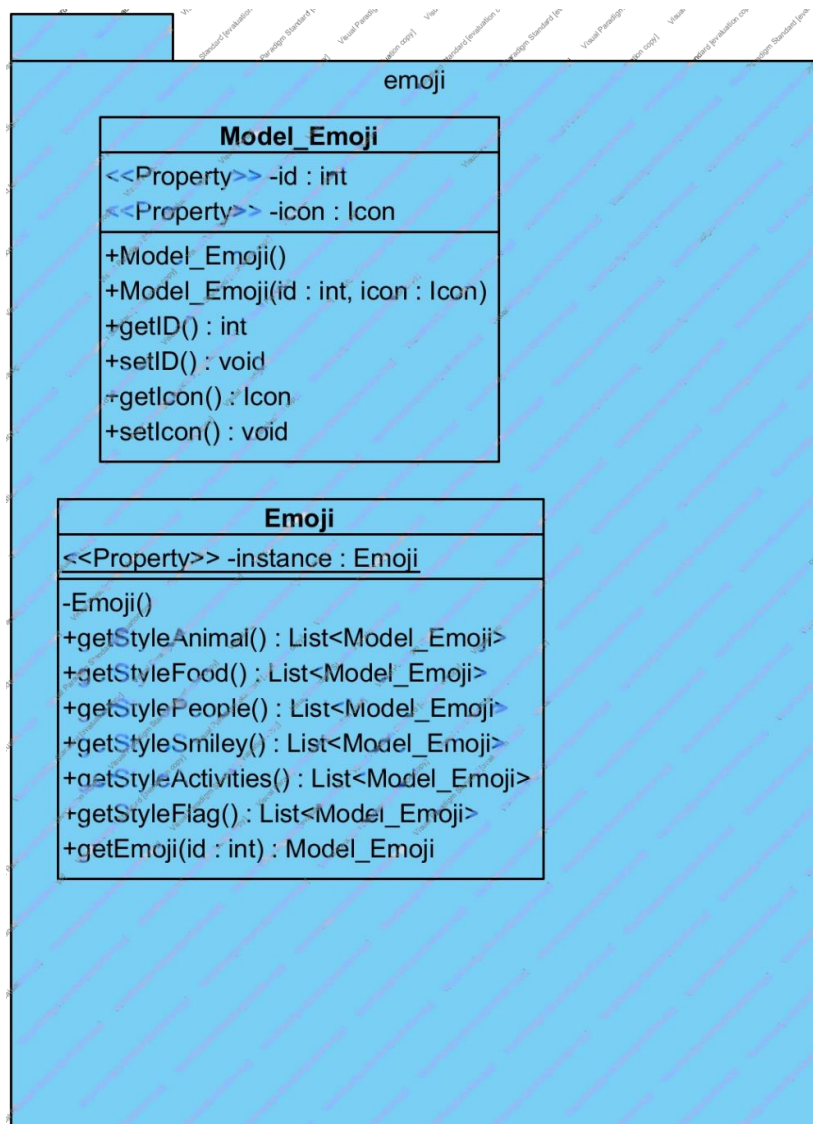 emoji
Model_Emoji
<<Property>> -id : int
<<Property>> -icon : Icon
+Model_Emoji()
+Model_Emoji(id : int, icon : Icon)
+getID() : int
+setID() : void
+getIcon() : Icon
+setIcon() : void
Emoji
<<Property>> -instance : Emoji
-Emoji()
+getStyleAnimal() : List<Model_Emoji>
+getStyleFood() : List<Model_Emoji>
+getStylePeople() : List<Model_Emoji>
+getStyleSmiley() : List<Model_Emoji>
+getStyleActivities() : List<Model_Emoji>
+getStyleFlag() : List<Model_Emoji>
+getEmoji(id : int) : Model_Emoji